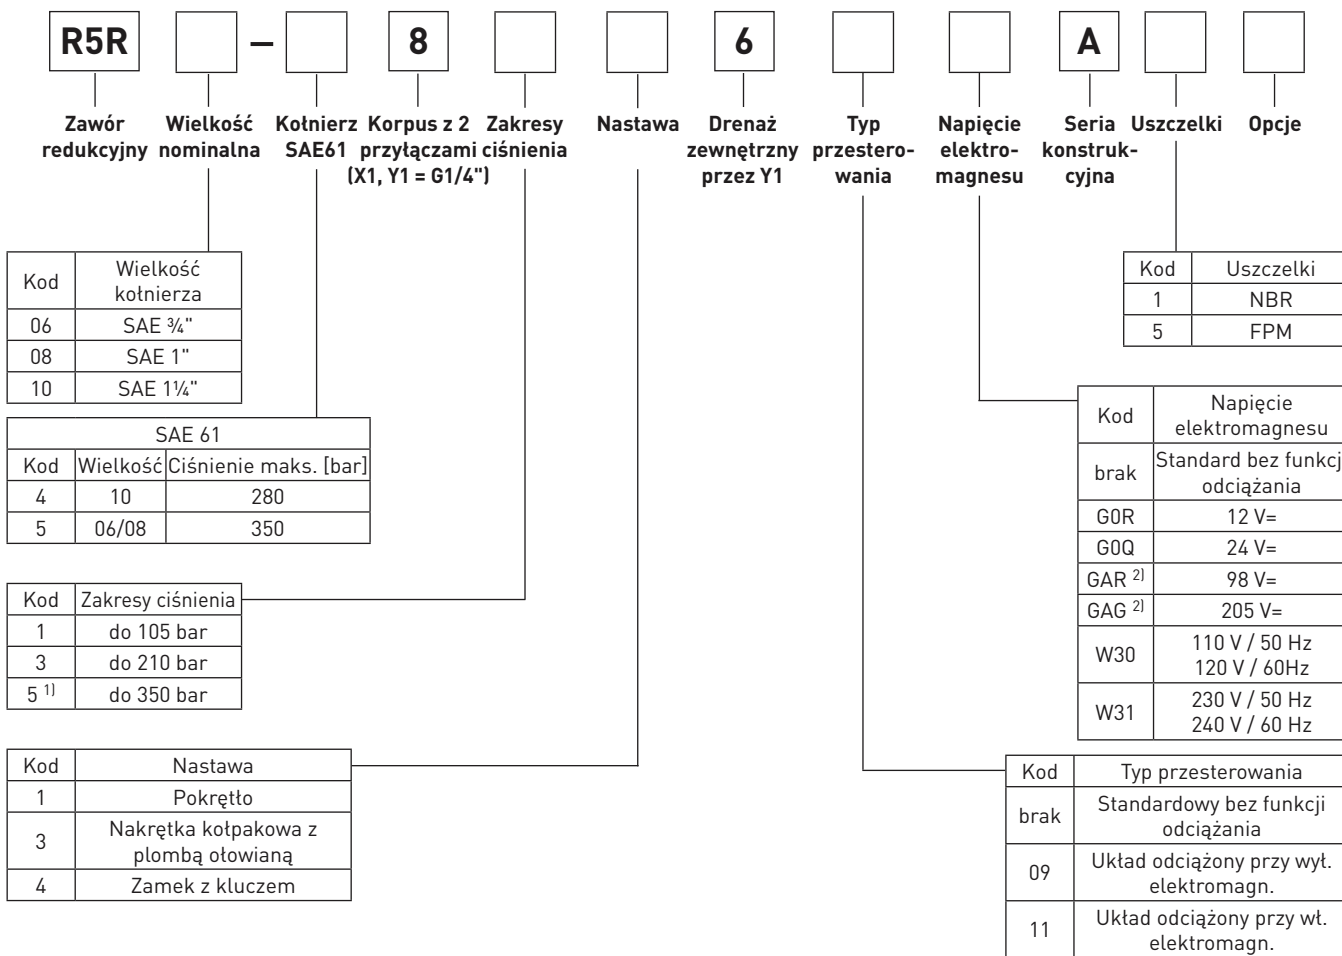 R5R – 8 6 A
Zawór redukcyjny
Wielkość nominalna
Kołnierz SAE61
Korpus z 2 przyłączami (X1, Y1 = G1/4")
Zakresy ciśnienia
Nastawa
Drenaż zewnętrzny przez Y1
Typ przesterowania
Napięcie elektromagnesu
Seria konstrukcyjna
Uszczelki
Opcje
Kod Wielkość kołnierza
06 SAE ¾"
08 SAE 1"
10 SAE 1¼"
SAE 61
Kod Wielkość Ciśnienie maks. [bar]
4 10 280
5 06/08 350
Kod Zakresy ciśnienia
1 do 105 bar
3 do 210 bar
5 1) do 350 bar
Kod Nastawa
1 Pokrętło
3 Nakrętka kołpakowa z plombą ołowianą
4 Zamek z kluczem
Kod Uszczelki
1 NBR
5 FPM
Kod Napięcie elektromagnesu
brak Standard bez funkcj odciążania
G0R 12 V=
G0Q 24 V=
GAR 2) 98 V=
GAG 2) 205 V=
W30 110 V / 50 Hz
120 V / 60Hz
W31 230 V / 50 Hz
240 V / 60 Hz
Kod Typ przesterowania
brak Standardowy bez funkcji odciążania
09 Układ odciążony przy wył. elektromagn.
11 Układ odciążony przy wł. elektromagn.